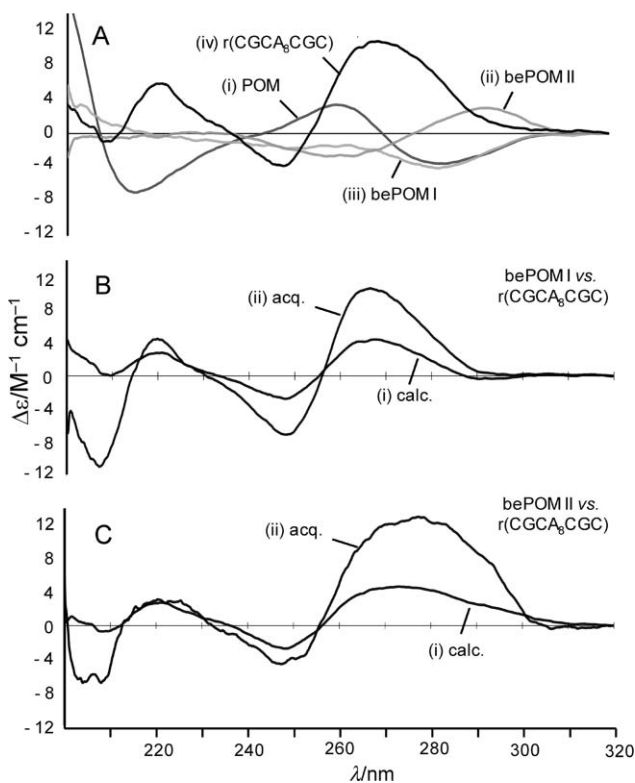 12
8
4
0
- 4
- 8
- 12
A
(iv) r(CGCA₈CGC)
(i) POM
(ii) bePOM II
(iii) bePOM I
Δε/M⁻¹ cm⁻¹
12
8
4
0
- 4
- 8
- 12
B
bePOM I vs.
r(CGCA₈CGC)
(ii) acq.
(i) calc.
12
8
4
0
- 4
- 8
- 12
C
bePOM II vs.
r(CGCA₈CGC)
(ii) acq.
(i) calc.
220 240 260 280 300 320
λ/nm